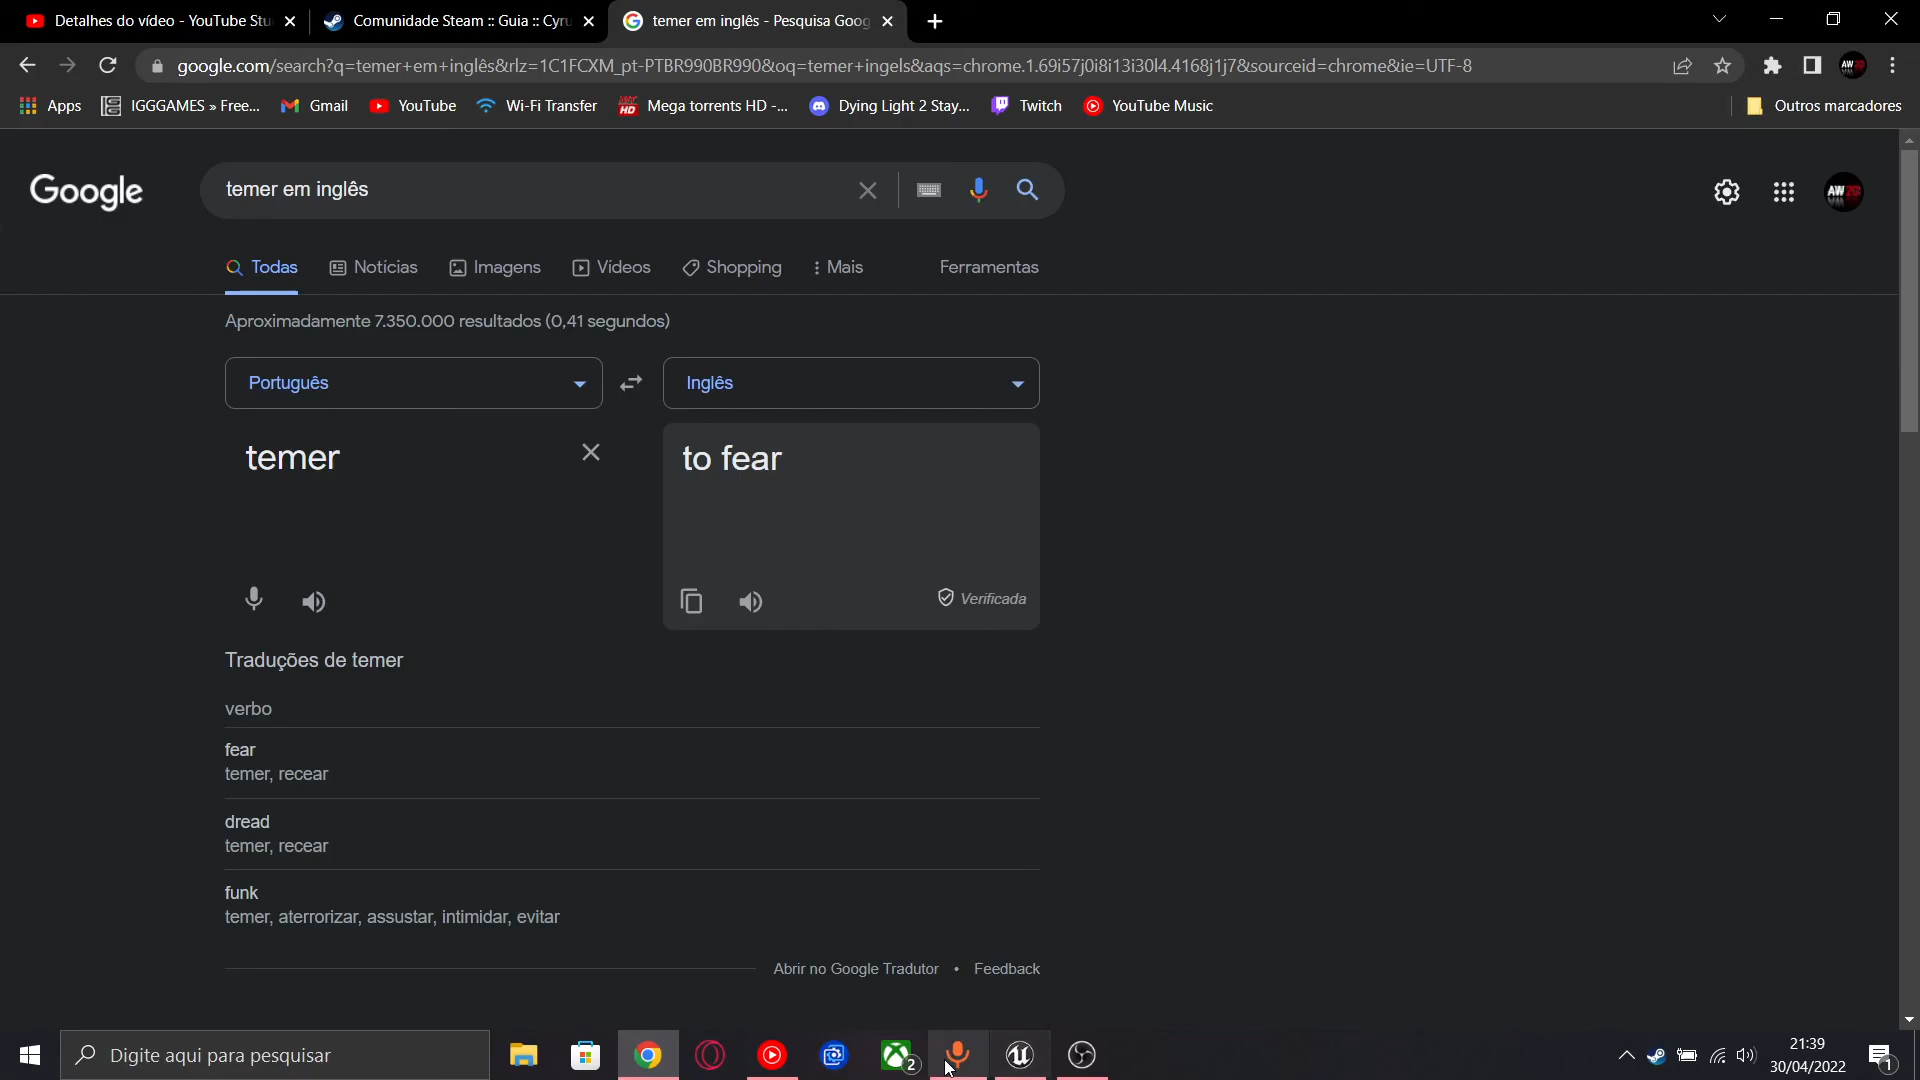 Detalhes do vídeo - YouTube Stu
Comunidade Steam :: Guia :: Cyru
temer em inglês - Pesquisa Goog
google.com/search?q=temer+em+inglês&rlz=1C1FCXM_pt-PTBR990BR990&oq=temer+ingels&aqs=chrome.1.69i57j0i8i13i30l4.4168j1j7&sourceid=chrome&ie=UTF-8
Apps
IGGGAMES » Free...
Gmail
YouTube
Wi-Fi Transfer
Mega torrents HD -...
Dying Light 2 Stay...
Twitch
YouTube Music
Outros marcadores
Google
temer em inglês
Todas
Notícias
Imagens
Vídeos
Shopping
Mais
Ferramentas
Aproximadamente 7.350.000 resultados (0,41 segundos)
Português
Inglês
temer
to fear
Verificada
Traduções de temer
verbo
fear
temer, recear
dread
temer, recear
funk
temer, aterrorizar, assustar, intimidar, evitar
Abrir no Google Tradutor • Feedback
Digite aqui para pesquisar
2
21:39
30/04/2022
1